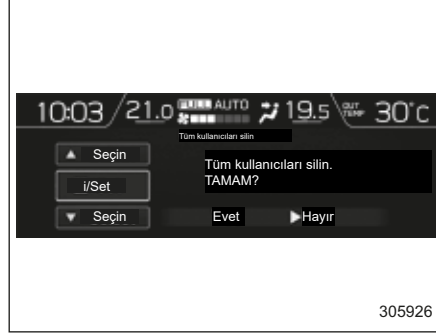 10:03 21.0 FULL AUTO 19.5 OUT TEMP 30°C
Tüm kullanıcıları silin
▲ Seçin
Tüm kullanıcıları silin.
TAMAM?
i/Set
▼ Seçin
Evet ▶Hayır
305926